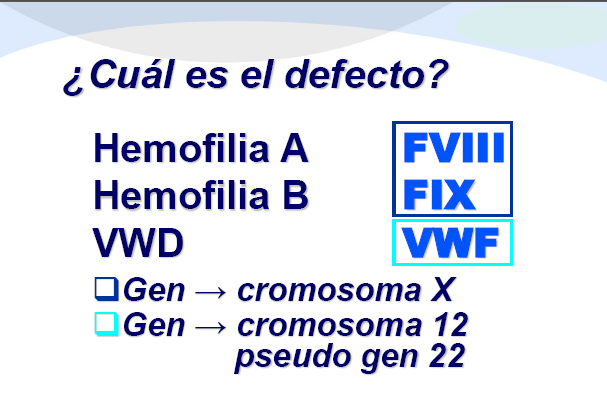 ¿Cuál es el defecto?
Hemofilia A FVIII
Hemofilia B FIX
VWD VWF
Gen → cromosoma X
Gen → cromosoma 12
pseudo gen 22